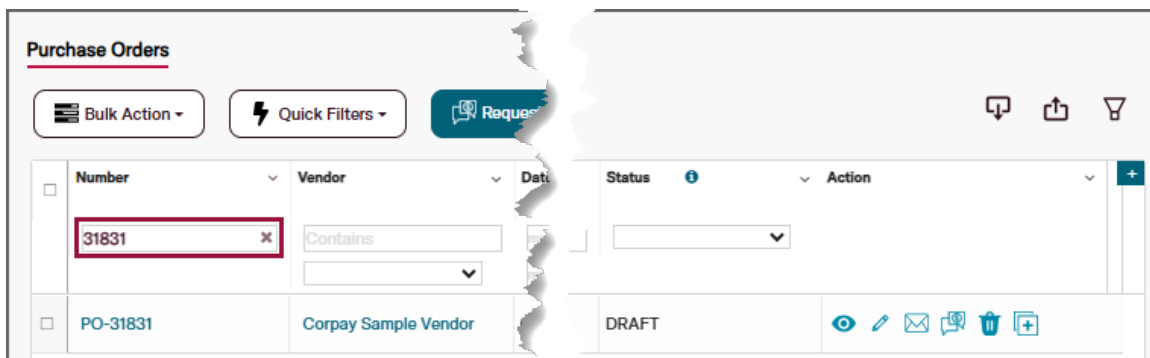 Purchase Orders
Bulk Action Quick Filters
Number Vendor Status Action
31831 Contains
PO-31831 Corpay Sample Vendor DRAFT